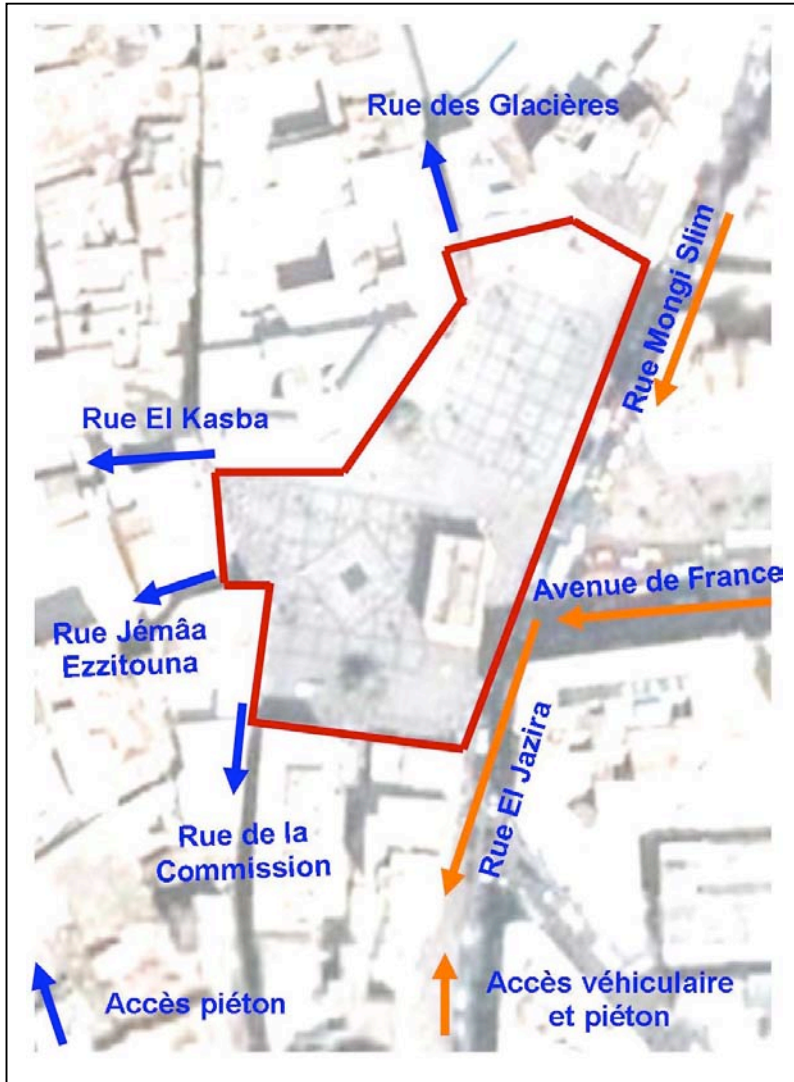 Rue des Glacières
Rue Mongi Slim
Rue El Kasba
Avenue de France
Rue Jémâa
Ezzitouna
Rue El Jazira
Rue de la
Commission
Accès piéton
Accès véhiculaire
et piéton